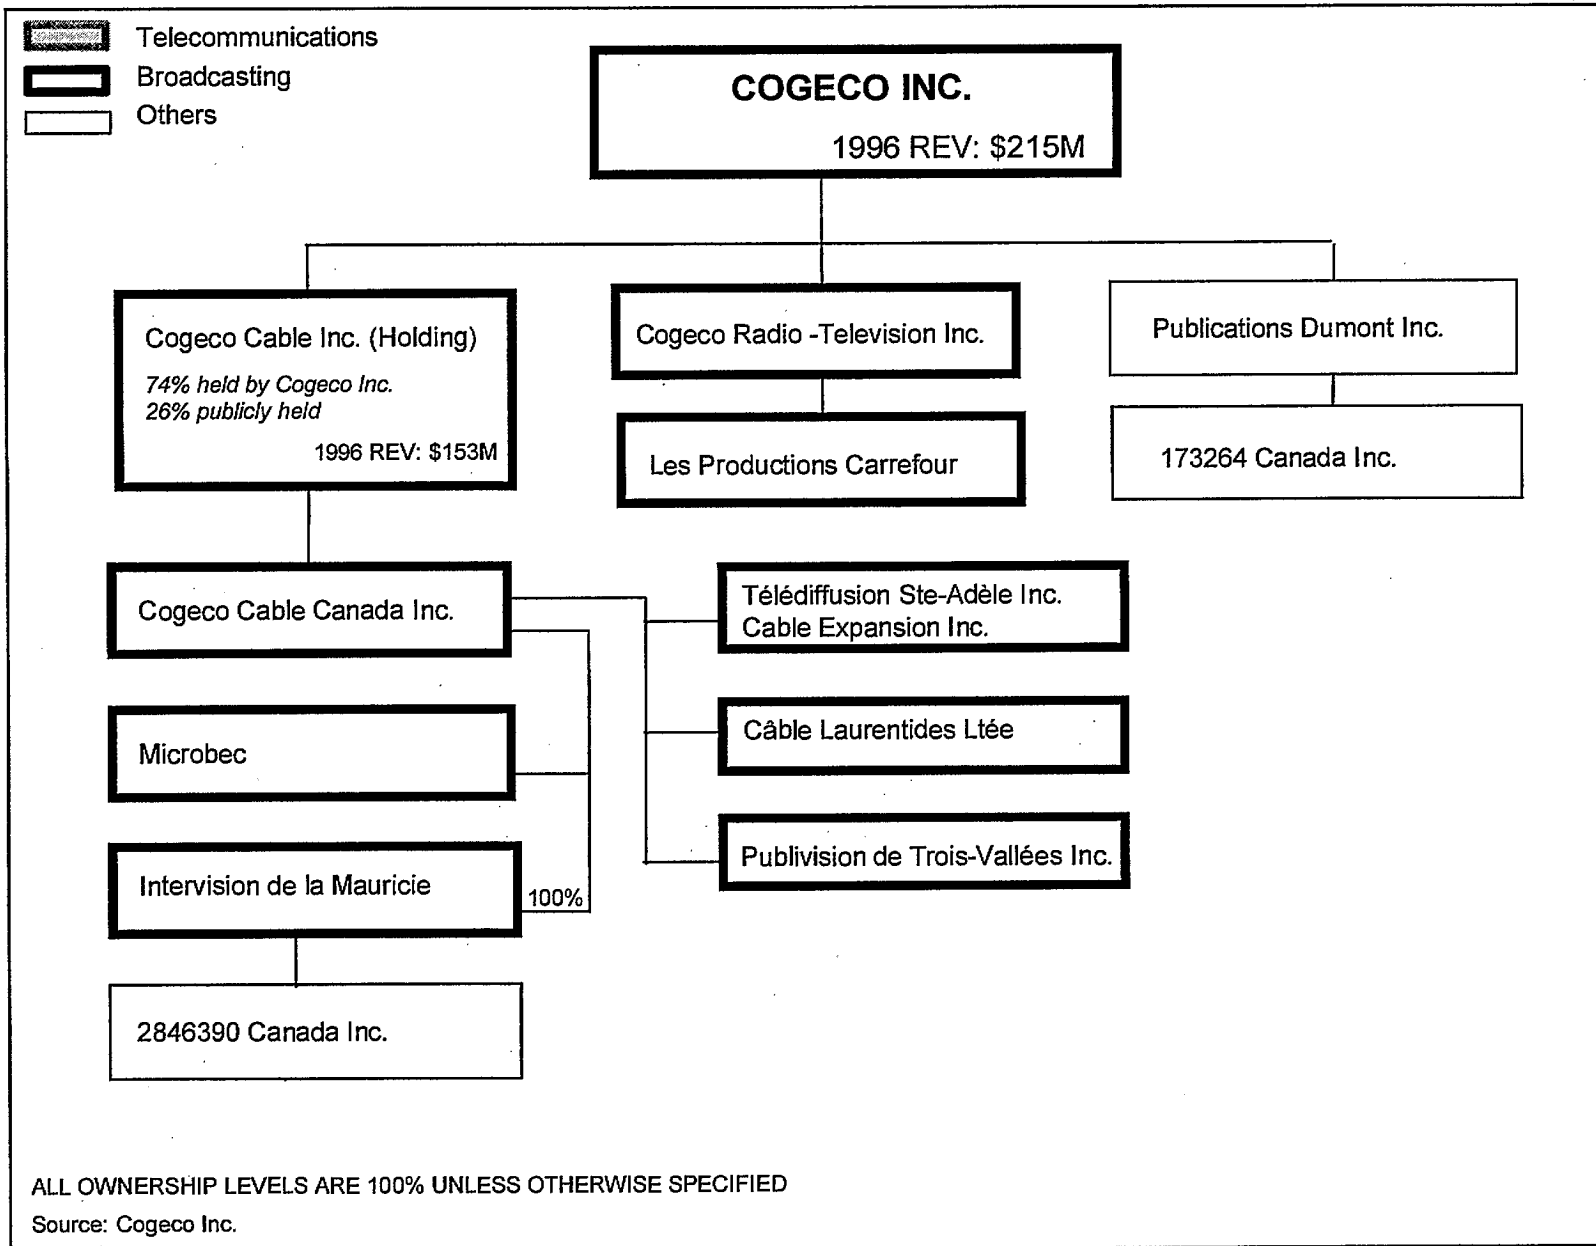 Telecommunications
Broadcasting
Others
COGECO INC.
1996 REV: $215M
Cogeco Cable Inc. (Holding)
74% held by Cogeco Inc.
26% publicly held
1996 REV: $153M
Cogeco Radio -Television Inc.
Publications Dumont Inc.
Les Productions Carrefour
173264 Canada Inc.
Cogeco Cable Canada Inc.
Télédiffusion Ste-Adèle Inc.
Cable Expansion Inc.
Microbec
Câble Laurentides Ltée
Intervision de la Mauricie
100%
Publivision de Trois-Vallées Inc.
2846390 Canada Inc.
ALL OWNERSHIP LEVELS ARE 100% UNLESS OTHERWISE SPECIFIED
Source: Cogeco Inc.